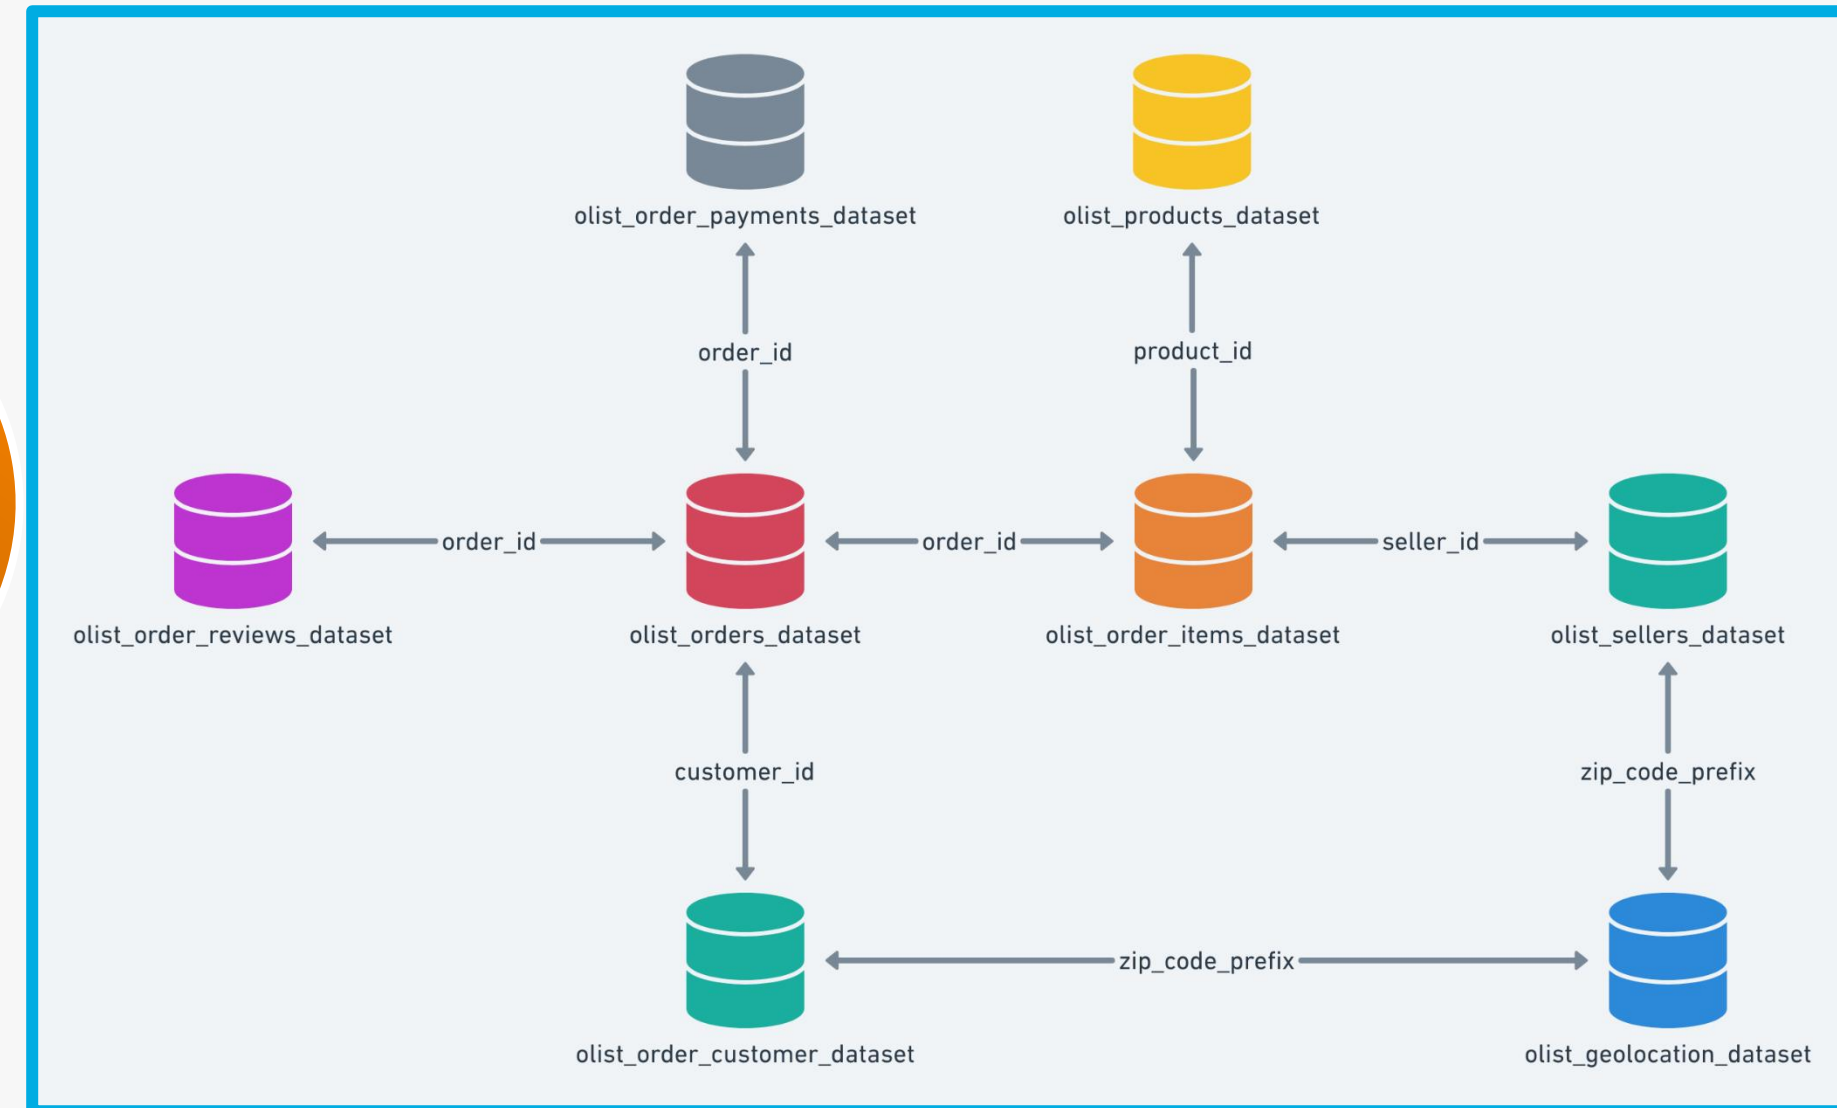 olist_order_payments_dataset
olist_products_dataset
order_id
product_id
order_id
order_id
seller_id
olist_order_reviews_dataset
olist_orders_dataset
olist_order_items_dataset
olist_sellers_dataset
customer_id
zip_code_prefix
zip_code_prefix
olist_order_customer_dataset
olist_geolocation_dataset